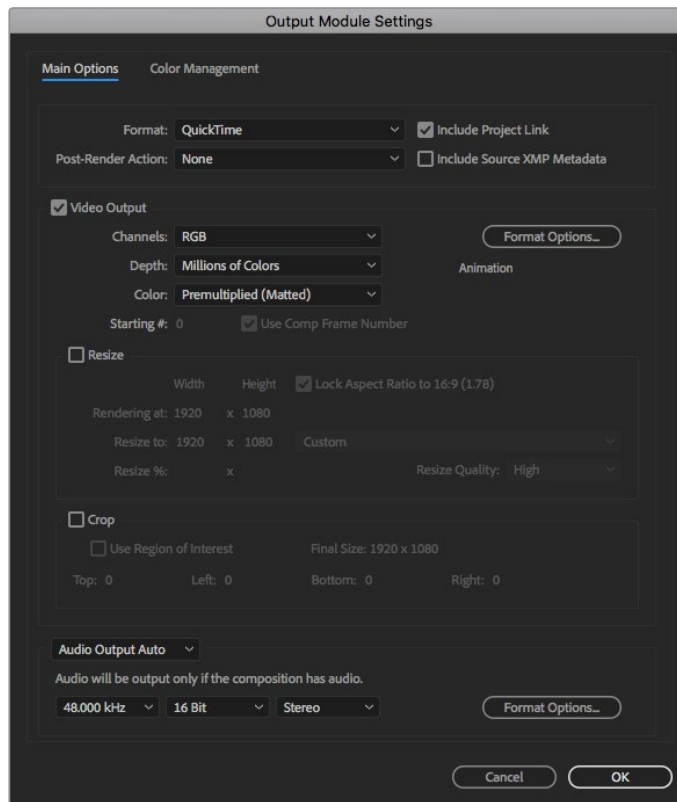 Output Module Settings
Main Options Color Management
Format: QuickTime Include Project Link
Post-Render Action: None Include Source XMP Metadata
Video Output
Channels: RGB Format Options...
Depth: Millions of Colors Animation
Color: Premultiplied (Matted)
Starting #: 0 Use Comp Frame Number
Resize
Width Height Lock Aspect Ratio to 16:9 (1.78)
Rendering at: 1920 x 1080
Resize to: 1920 x 1080 Custom
Resize %: x Resize Quality: High
Crop
Use Region of Interest Final Size: 1920 x 1080
Top: 0 Left: 0 Bottom: 0 Right: 0
Audio Output Auto
Audio will be output only if the composition has audio.
48.000 kHz 16 Bit Stereo Format Options...
Cancel OK